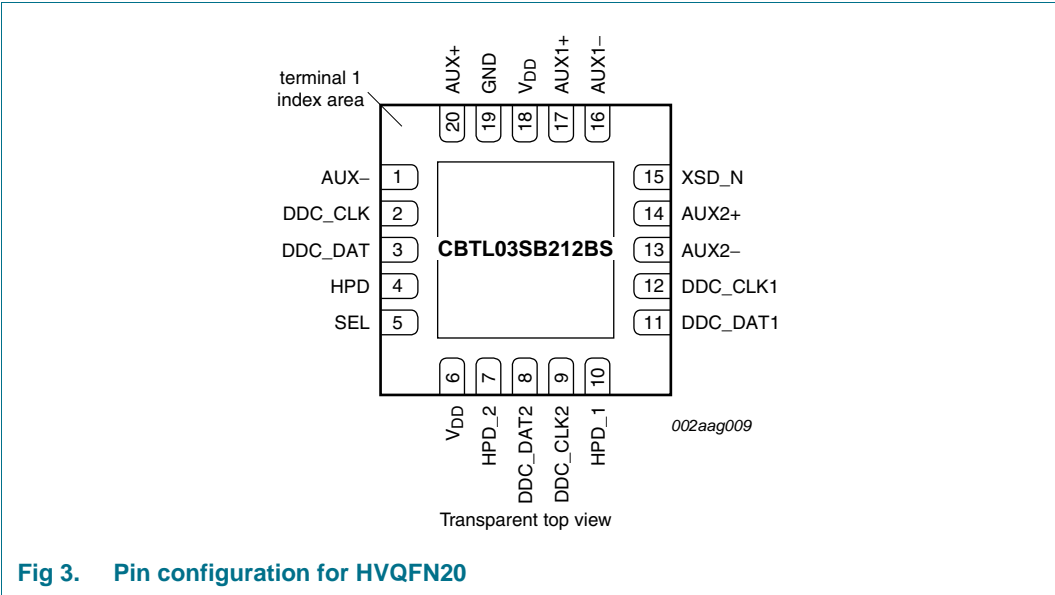 AUX+
GND
VDD
AUX1+
AUX1−
terminal 1
index area
20
19
18
17
16
AUX−
1
15
XSD_N
DDC_CLK
2
14
AUX2+
DDC_DAT
3
CBTL03SB212BS
13
AUX2−
HPD
4
12
DDC_CLK1
SEL
5
11
DDC_DAT1
6
7
8
9
10
VDD
HPD_2
DDC_DAT2
DDC_CLK2
HPD_1
002aag009
Transparent top view
Fig 3. Pin configuration for HVQFN20